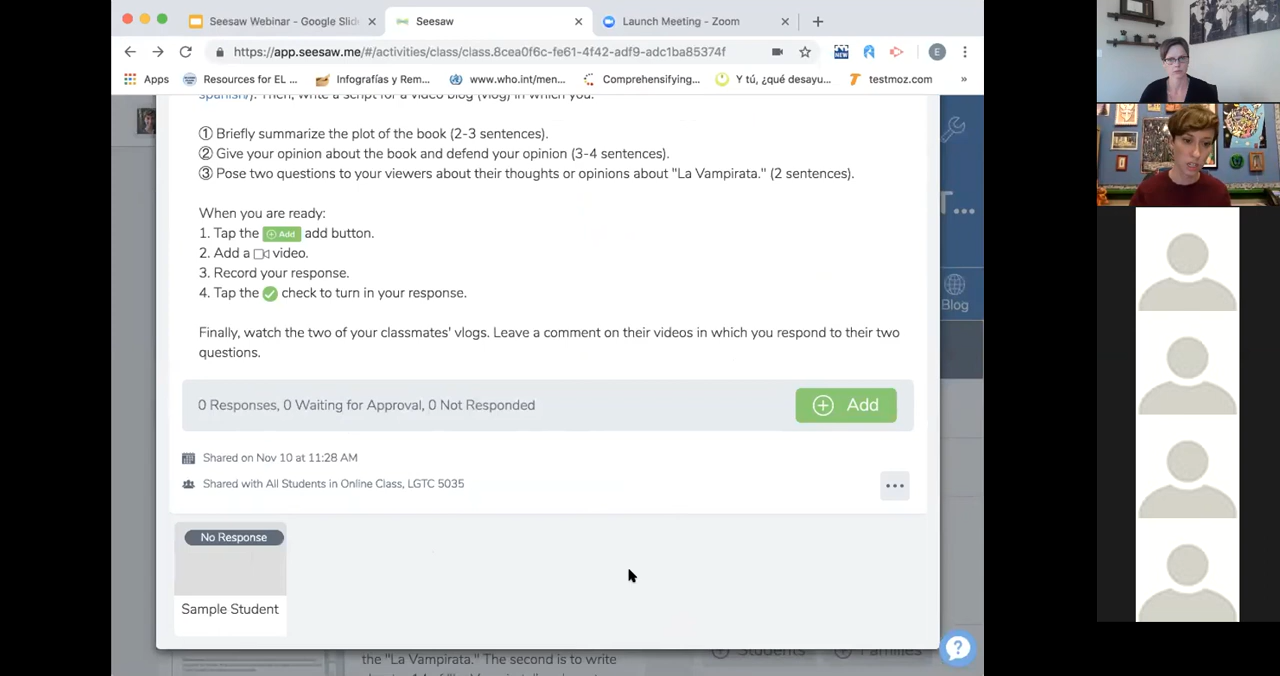 Seesaw Webinar - Google Slid
Seesaw
Launch Meeting - Zoom
https://app.seesaw.me/#/activities/class/class.8cea0f6c-fe61-4f42-adf9-adc1ba85374f
NEW
E
Apps
Resources for EL ...
Infografías y Rem...
www.who.int/men...
Comprehensifying...
Y tú, ¿qué desayu...
testmoz.com
»
spanish/). Then, write a script for a video blog (vlog) in which you:
① Briefly summarize the plot of the book (2-3 sentences).
② Give your opinion about the book and defend your opinion (3-4 sentences).
③ Pose two questions to your viewers about their thoughts or opinions about "La Vampirata." (2 sentences).
T...
When you are ready:
1. Tap the + Add add button.
2. Add a video.
3. Record your response.
4. Tap the check to turn in your response.
Blog
Finally, watch the two of your classmates' vlogs. Leave a comment on their videos in which you respond to their two
questions.
0 Responses, 0 Waiting for Approval, 0 Not Responded
+ Add
Shared on Nov 10 at 11:28 AM
Shared with All Students in Online Class, LGTC 5035
...
No Response
Sample Student
?
+ Students
+ Families
the "La Vampirata." The second is to write